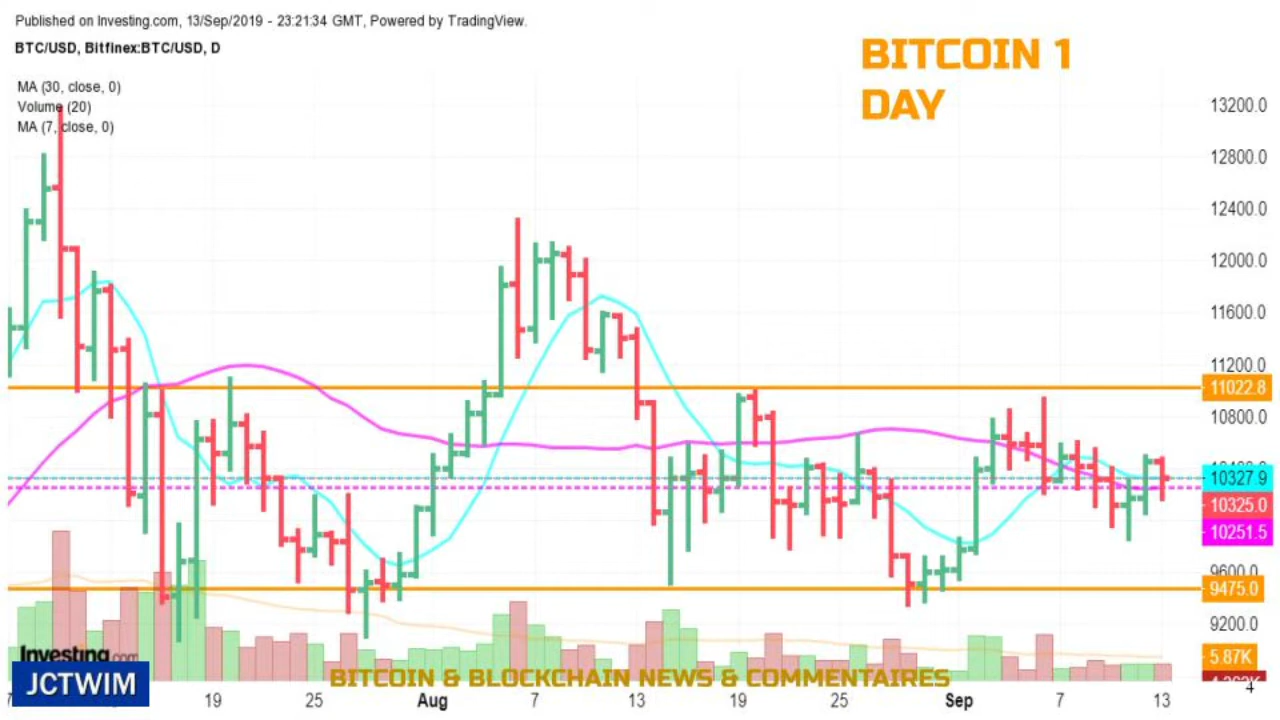 Published on Investing.com, 13/Sep/2019 - 23:21:34 GMT, Powered by TradingView.
BTC/USD, Bitfinex:BTC/USD, D
BITCOIN 1
DAY
MA (30, close, 0)
Volume (20)
MA (7, close, 0)
13200.0
12800.0
12400.0
12000.0
11600.0
11200.0
11022.8
10800.0
10327.9
10325.0
10251.5
9600.0
9475.0
9200.0
5.87K
Investing.com
JCTWIM
BITCOIN & BLOCKCHAIN NEWS & COMMENTAIRES
4
19 25 Aug 7 13 19 25 Sep 7 13